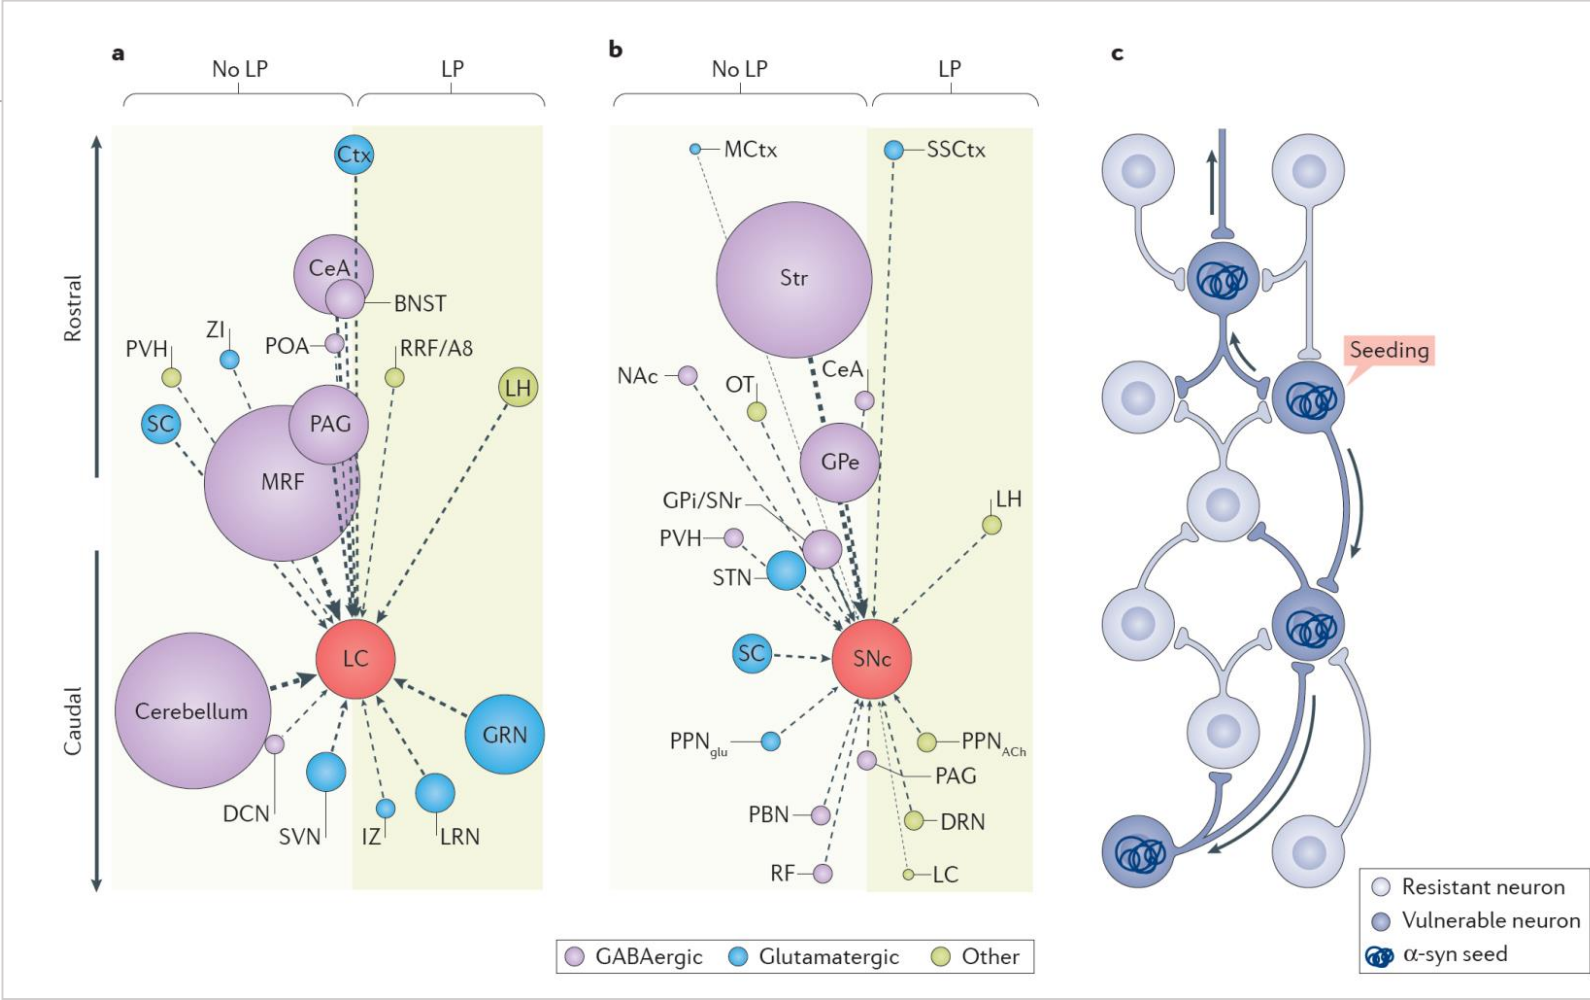 a
No LP
LP
Rostral
Caudal
Ctx
CeA
BNST
POA
ZI
PVH
RRF/A8
LH
SC
PAG
MRF
LC
Cerebellum
GRN
DCN
SVN
IZ
LRN
b
No LP
LP
MCtx
SSCtx
Str
NAc
OT
CeA
GPe
GPi/SNr
LH
PVH
STN
SC
SNc
PPNglu
PPNACh
PAG
PBN
DRN
RF
LC
GABAergic
Glutamatergic
Other
c
Seeding
Resistant neuron
Vulnerable neuron
α-syn seed